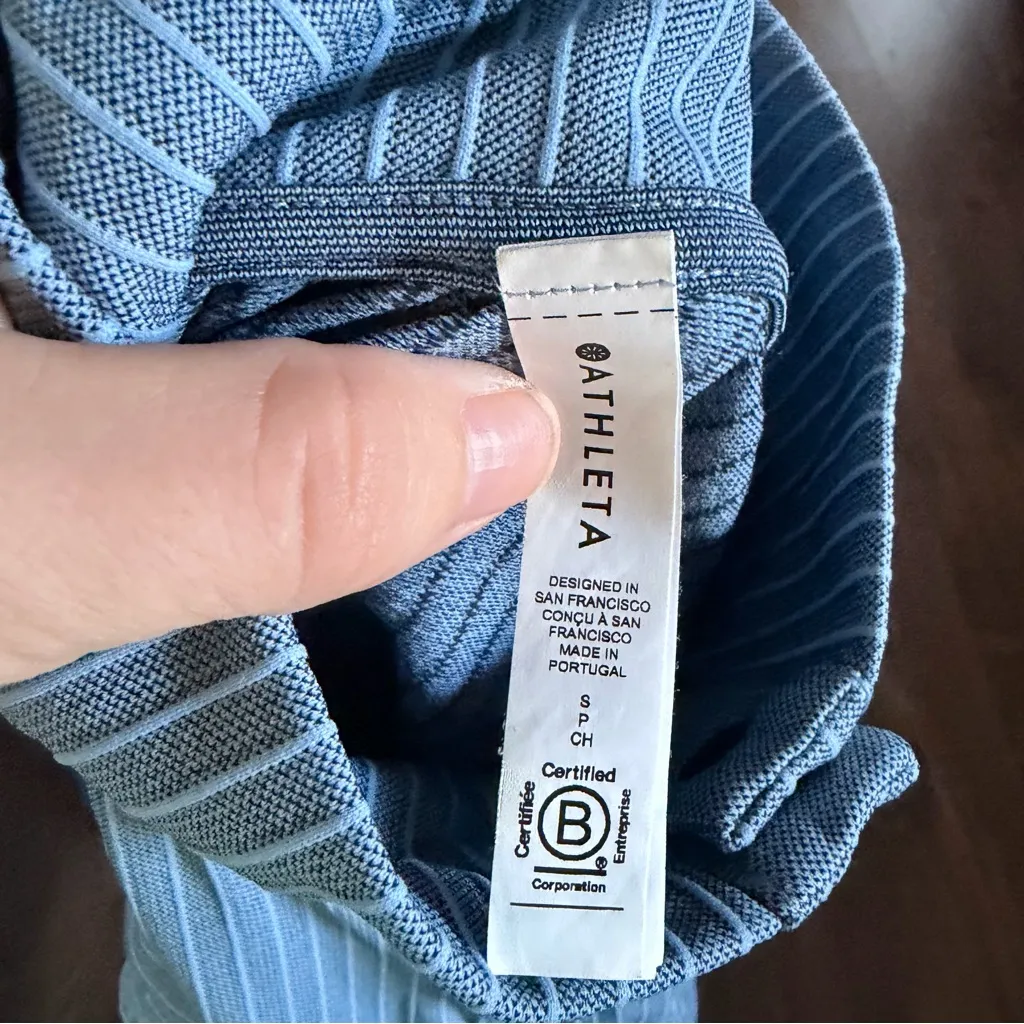 ATHLETA
DESIGNED IN
SAN FRANCISCO
CONÇU À SAN
FRANCISCO
MADE IN
PORTUGAL
S
P
CH
Certified
Certifiée
B
®
Entreprise
Corporation